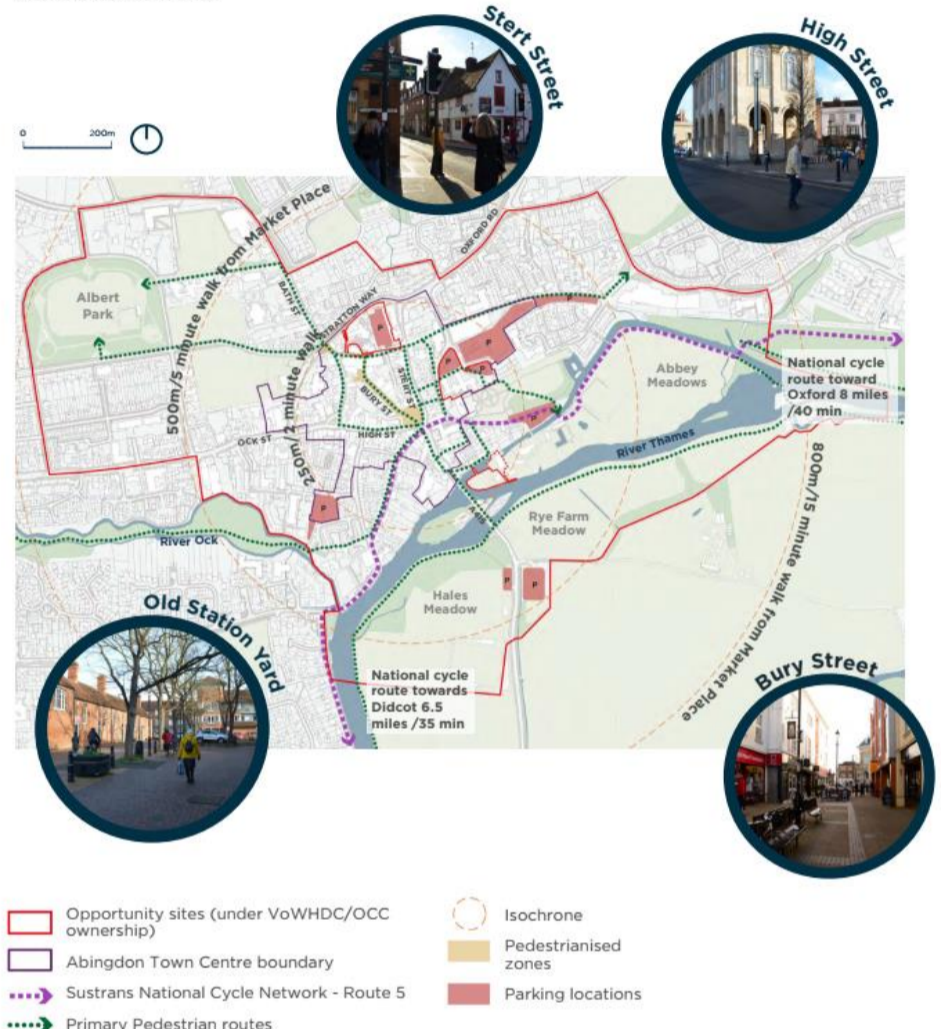 Stert Street
High Street
0 200m
500m/5 minute walk from Market Place
250m/2 minute walk
OXFORD RD
Albert
Park
BATH ST
STRATTON WAY
P
P
P
P
P
STERT ST
BURY ST
Abbey
Meadows
National cycle
route toward
Oxford 8 miles
/40 min
OCK ST
HIGH ST
River Thames
800m/15 minute walk from Market Place
P
A415
Rye Farm
Meadow
River Ock
P
P
Hales
Meadow
Old Station Yard
National cycle
route towards
Didcot 6.5
miles /35 min
Bury Street
Opportunity sites (under VoWHDC/OCC
ownership)
Abingdon Town Centre boundary
Sustrans National Cycle Network - Route 5
Primary Pedestrian routes
Isochrone
Pedestrianised
zones
Parking locations